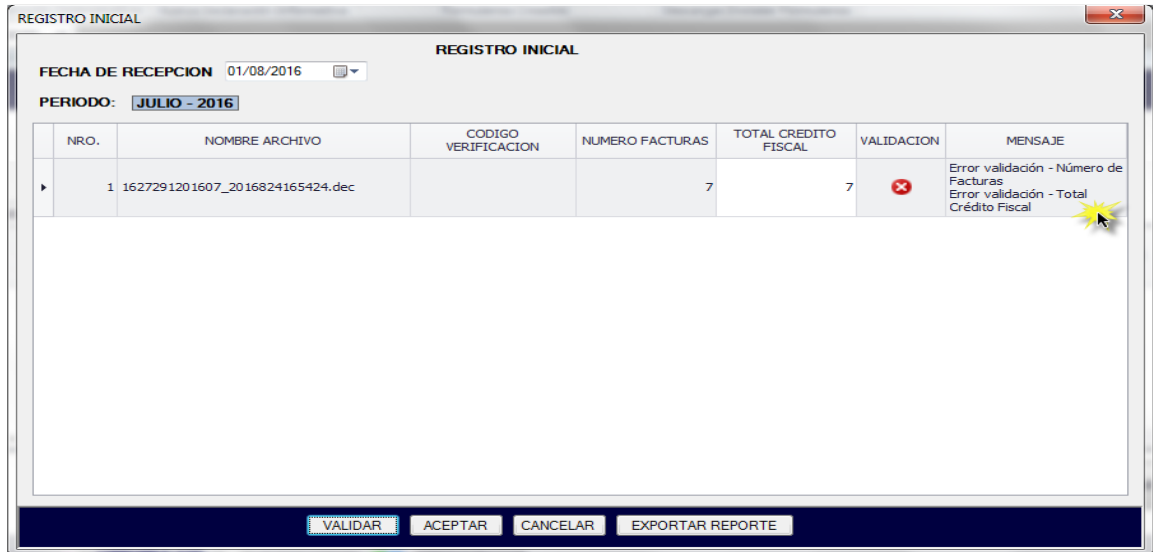 REGISTRO INICIAL
REGISTRO INICIAL
FECHA DE RECEPCION 01/08/2016
PERIODO: JULIO - 2016
NRO. NOMBRE ARCHIVO CODIGO VERIFICACION NUMERO FACTURAS TOTAL CREDITO FISCAL VALIDACION MENSAJE
1 1627291201607_2016824165424.dec 7 7 Error validación - Número de
Facturas
Error validación - Total
Crédito Fiscal
VALIDAR ACEPTAR CANCELAR EXPORTAR REPORTE